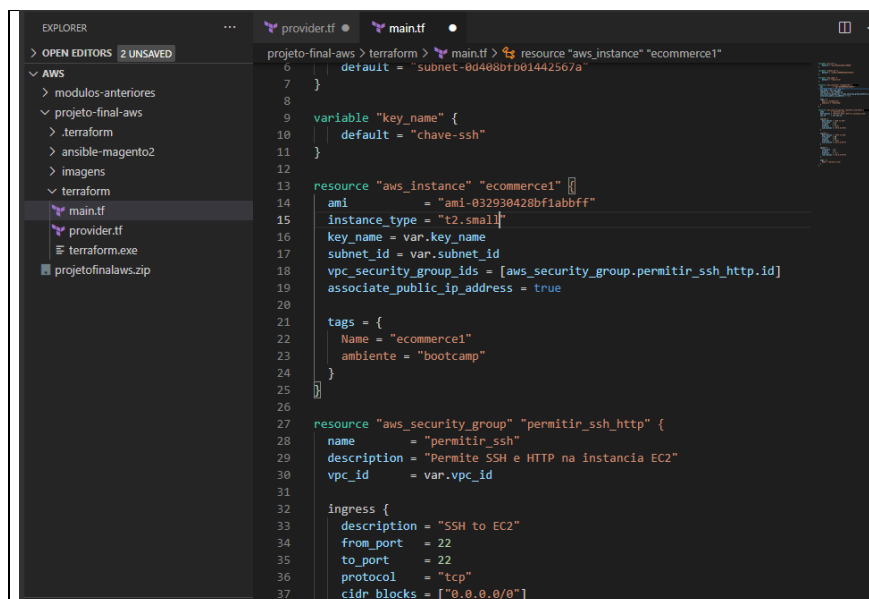 EXPLORER
...
provider.tf
main.tf
OPEN EDITORS 2 UNSAVED
projeto-final-aws > terraform > main.tf > resource "aws_instance" "ecommerce1"
AWS
modulos-anteriores
projeto-final-aws
.terraform
ansible-magento2
imagens
terraform
main.tf
provider.tf
terraform.exe
projetofinalaws.zip
6 default = "subnet-0d408bfb01442567a"
7 }
8
9 variable "key_name" {
10 default = "chave-ssh"
11 }
12
13 resource "aws_instance" "ecommerce1" {
14 ami = "ami-032930428bf1abbff"
15 instance_type = "t2.small"
16 key_name = var.key_name
17 subnet_id = var.subnet_id
18 vpc_security_group_ids = [aws_security_group.permitir_ssh_http.id]
19 associate_public_ip_address = true
20
21 tags = {
22 Name = "ecommerce1"
23 ambiente = "bootcamp"
24 }
25 }
26
27 resource "aws_security_group" "permitir_ssh_http" {
28 name = "permitir_ssh"
29 description = "Permite SSH e HTTP na instancia EC2"
30 vpc_id = var.vpc_id
31
32 ingress {
33 description = "SSH to EC2"
34 from_port = 22
35 to_port = 22
36 protocol = "tcp"
37 cidr_blocks = ["0.0.0.0/0"]